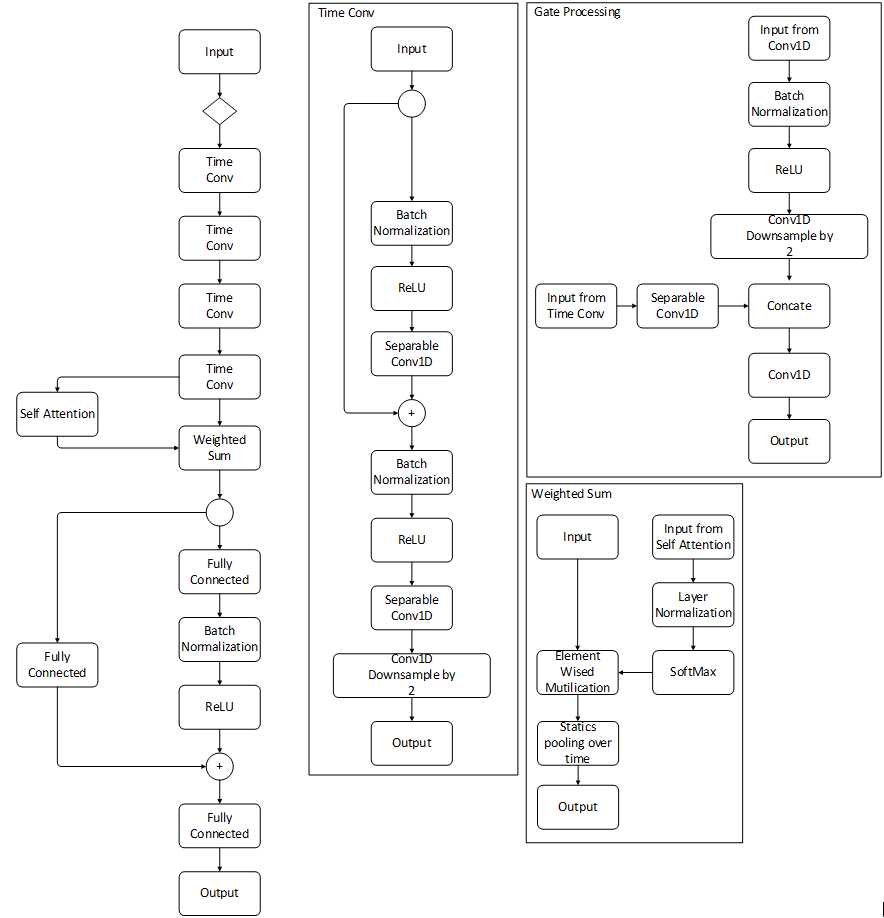 Input
Time
Conv
Time
Conv
Time
Conv
Time
Conv
Self Attention
Weighted
Sum
Fully
Connected
Batch
Normalization
Fully
Connected
ReLU
+
Fully
Connected
Output
Time Conv
Input
Batch
Normalization
ReLU
Separable
Conv1D
+
Batch
Normalization
ReLU
Separable
Conv1D
Conv1D
Downsample by
2
Output
Gate Processing
Input from
Conv1D
Batch
Normalization
ReLU
Conv1D
Downsample by
2
Input from
Time Conv
Separable
Conv1D
Concate
Conv1D
Output
Weighted Sum
Input
Input from
Self Attention
Layer
Normalization
Element
Wised
Mutilication
SoftMax
Statics
pooling over
time
Output